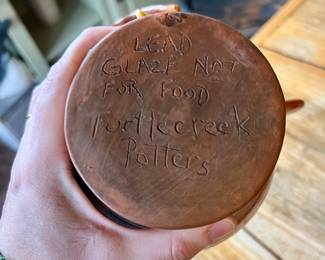 LEAD
GLAZE NOT
FOR FOOD
Turtlecreek
Potters